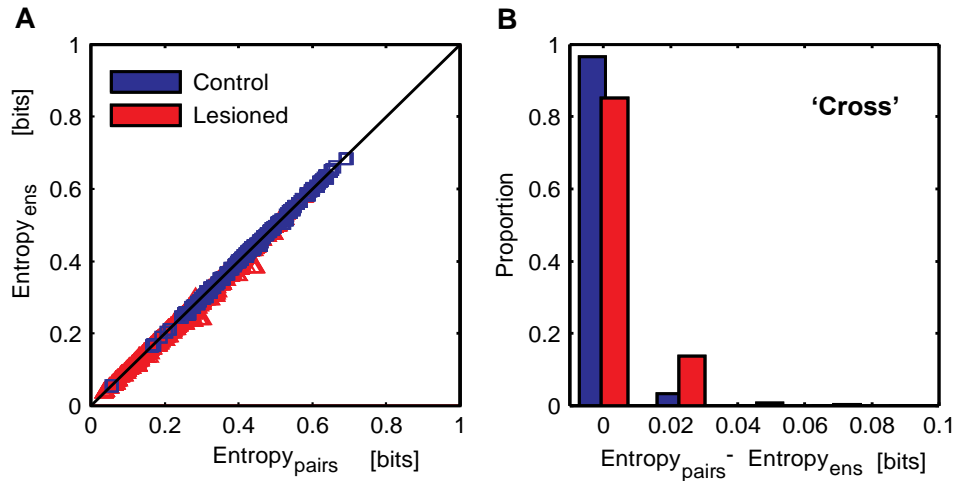 A
Entropy_ens [bits]
1
0.8
0.6
0.4
0.2
0
Control
Lesioned
0 0.2 0.4 0.6 0.8 1
Entropy_pairs [bits]
B
Proportion
1
0.8
0.6
0.4
0.2
0
'Cross'
0 0.02 0.04 0.06 0.08 0.1
Entropy_pairs - Entropy_ens [bits]